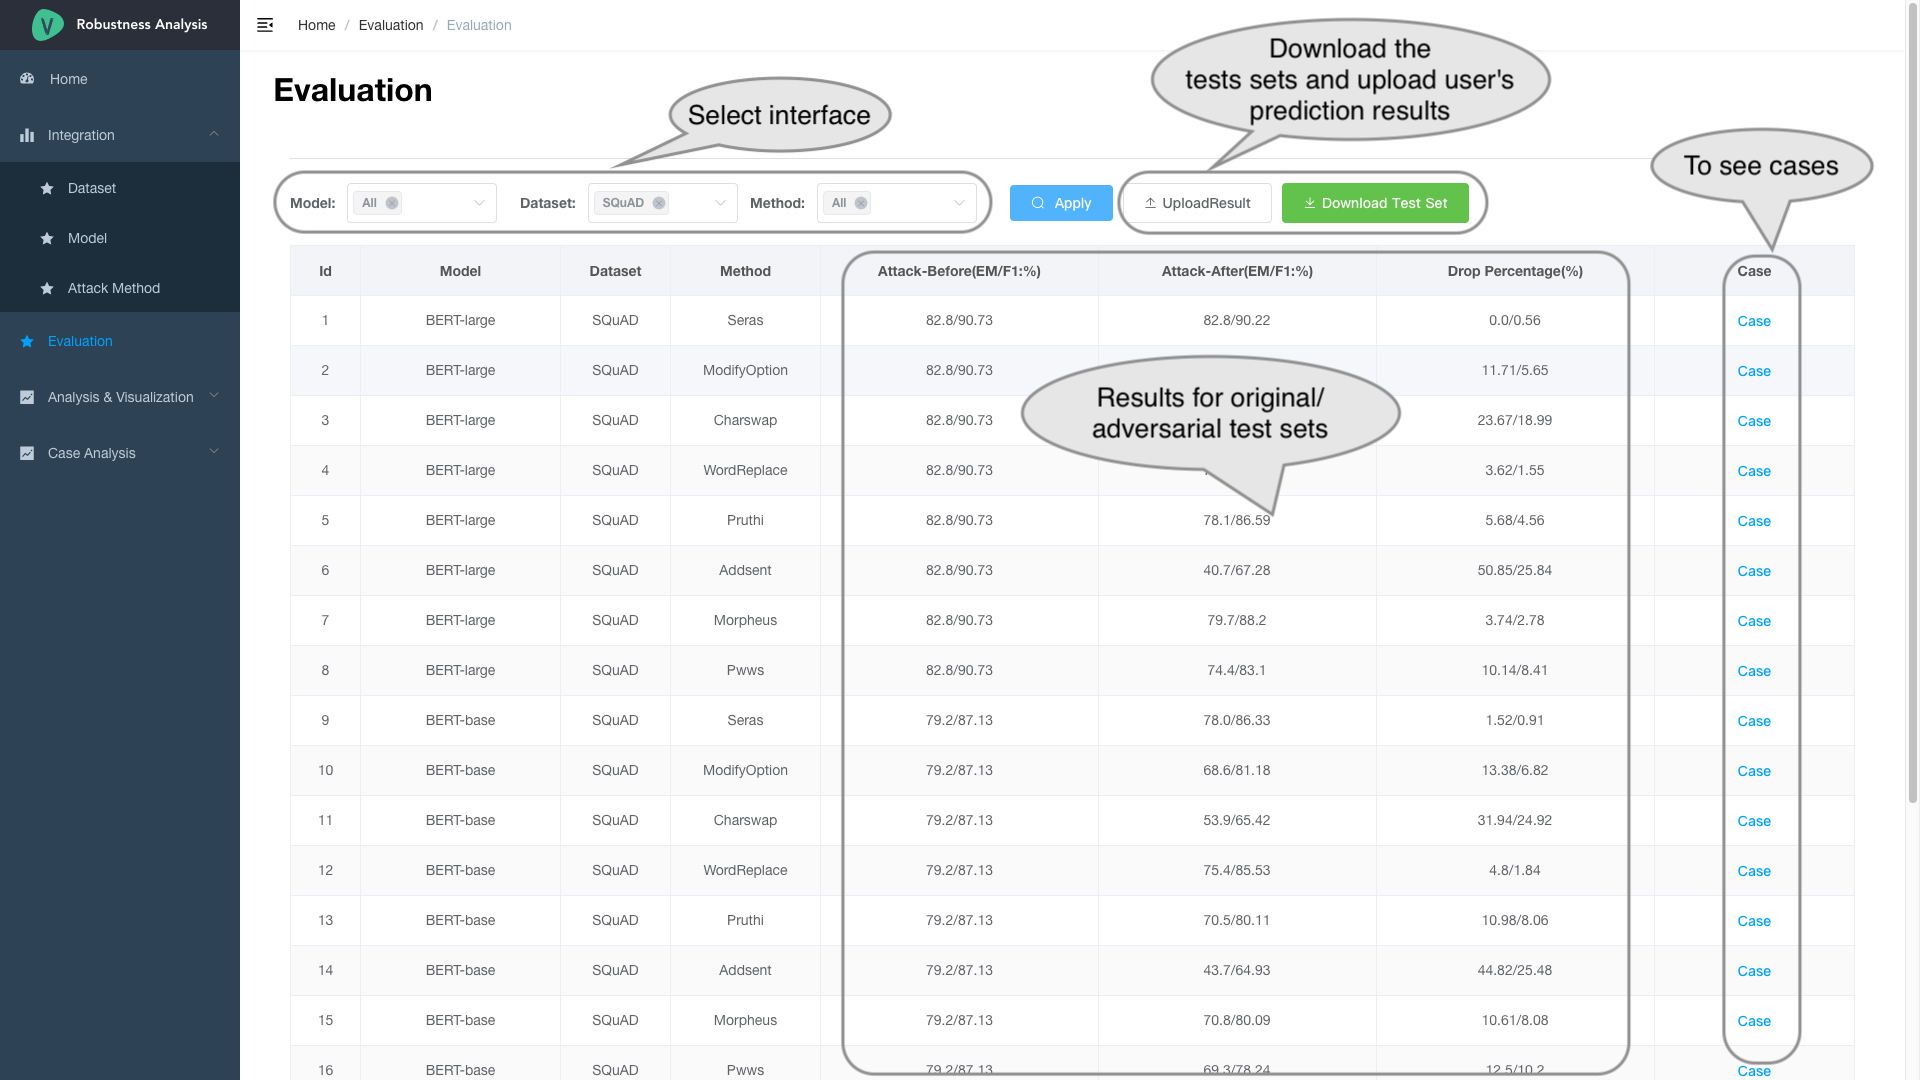 V Robustness Analysis
Home / Evaluation / Evaluation
Home
Integration
Dataset
Model
Attack Method
Evaluation
Analysis & Visualization
Case Analysis
Evaluation
Select interface
Download the
tests sets and upload user's
prediction results
To see cases
Model: All Dataset: SQuAD Method: All Apply UploadResult Download Test Set
Id Model Dataset Method Attack-Before(EM/F1:%) Attack-After(EM/F1:%) Drop Percentage(%) Case
1 BERT-large SQuAD Seras 82.8/90.73 82.8/90.22 0.0/0.56 Case
2 BERT-large SQuAD ModifyOption 82.8/90.73 11.71/5.65 Case
Results for original/
adversarial test sets
3 BERT-large SQuAD Charswap 82.8/90.73 23.67/18.99 Case
4 BERT-large SQuAD WordReplace 82.8/90.73 3.62/1.55 Case
5 BERT-large SQuAD Pruthi 82.8/90.73 78.1/86.59 5.68/4.56 Case
6 BERT-large SQuAD Addsent 82.8/90.73 40.7/67.28 50.85/25.84 Case
7 BERT-large SQuAD Morpheus 82.8/90.73 79.7/88.2 3.74/2.78 Case
8 BERT-large SQuAD Pwws 82.8/90.73 74.4/83.1 10.14/8.41 Case
9 BERT-base SQuAD Seras 79.2/87.13 78.0/86.33 1.52/0.91 Case
10 BERT-base SQuAD ModifyOption 79.2/87.13 68.6/81.18 13.38/6.82 Case
11 BERT-base SQuAD Charswap 79.2/87.13 53.9/65.42 31.94/24.92 Case
12 BERT-base SQuAD WordReplace 79.2/87.13 75.4/85.53 4.8/1.84 Case
13 BERT-base SQuAD Pruthi 79.2/87.13 70.5/80.11 10.98/8.06 Case
14 BERT-base SQuAD Addsent 79.2/87.13 43.7/64.93 44.82/25.48 Case
15 BERT-base SQuAD Morpheus 79.2/87.13 70.8/80.09 10.61/8.08 Case
16 BERT-base SQuAD Pwws 79.2/87.13 69.3/78.24 12.5/10.2 Case